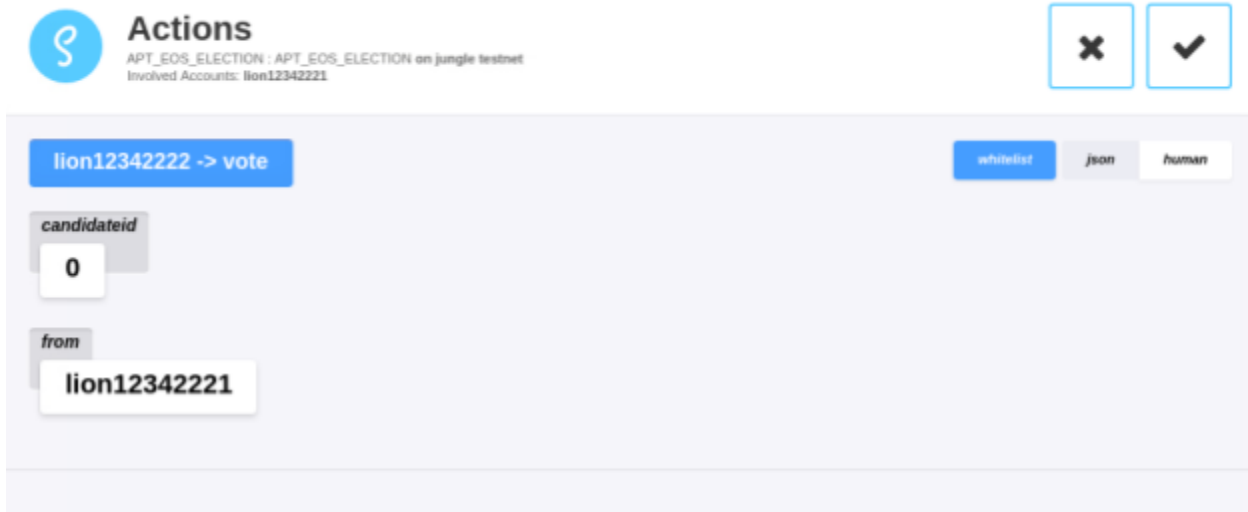 Actions
APT_EOS_ELECTION : APT_EOS_ELECTION on jungle testnet
Involved Accounts: lion12342221
lion12342222 -> vote
whitelist json human
candidateid
0
from
lion12342221